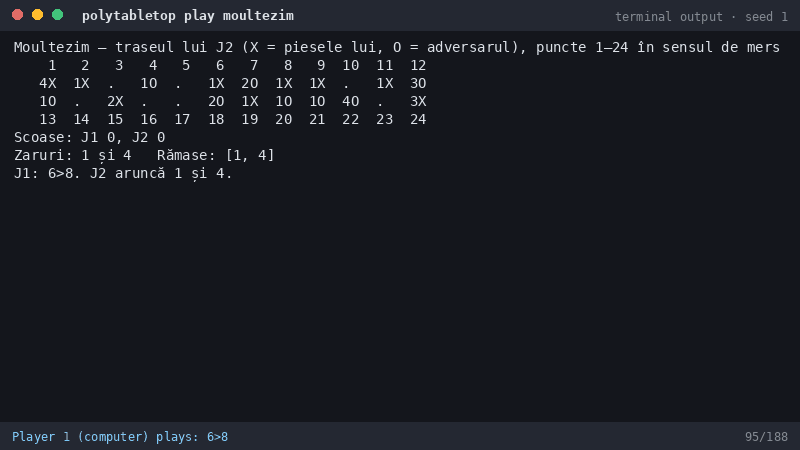 polytabletop play moultezim
terminal output · seed 1
Moultezim — traseul lui J2 (X = piesele lui, O = adversarul), puncte 1–24 în sensul de mers
1 2 3 4 5 6 7 8 9 10 11 12
4X 1X . 1O . 1X 2O 1X 1X . 1X 3O
1O . 2X . . 2O 1X 1O 1O 4O . 3X
13 14 15 16 17 18 19 20 21 22 23 24
Scoase: J1 0, J2 0
Zaruri: 1 și 4   Rămase: [1, 4]
J1: 6>8. J2 aruncă 1 și 4.
Player 1 (computer) plays: 6>8
95/188